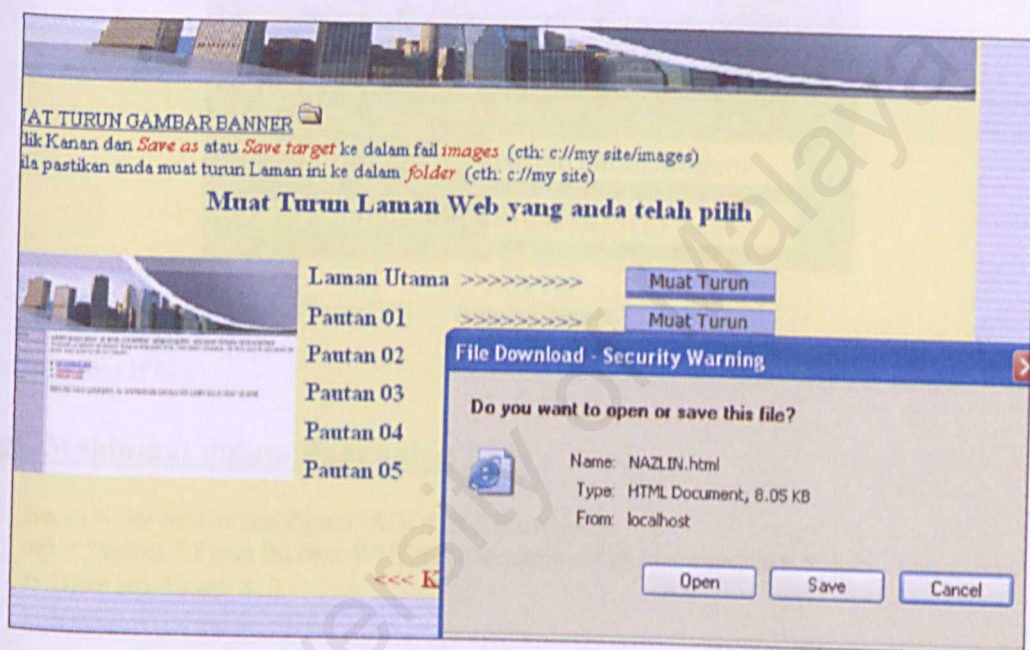 AT TURUN GAMBAR BANNER
lik Kanan dan Save as atau Save target ke dalam fail images (cth: c://my site/images)
ila pastikan anda muat turun Laman ini ke dalam folder (cth: c://my site)
Muat Turun Laman Web yang anda telah pilih
Laman Utama >>>>>>>>> Muat Turun
Pautan 01 >>>>>>>>> Muat Turun
Pautan 02
Pautan 03
Pautan 04
Pautan 05
<<< K
File Download - Security Warning
Do you want to open or save this file?
Name: NAZLIN.html
Type: HTML Document, 8.05 KB
From: localhost
Open Save Cancel
ersity of Malaya